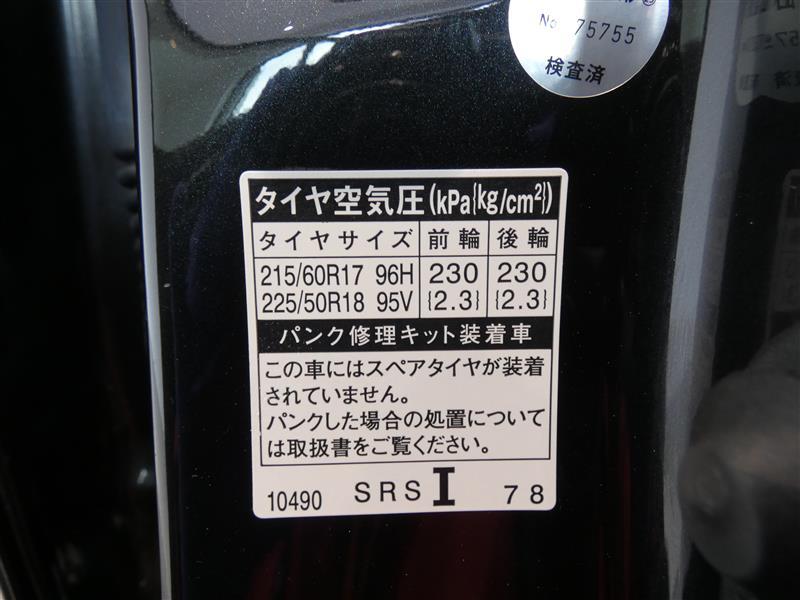 No. 75755
検査済
タイヤ空気圧(kPa{kg/cm²})
タイヤサイズ 前輪 後輪
215/60R17 96H 230 230
225/50R18 95V {2.3} {2.3}
パンク修理キット装着車
この車にはスペアタイヤが装着
されていません。
パンクした場合の処置について
は取扱書をご覧ください。
10490 SRS I 78